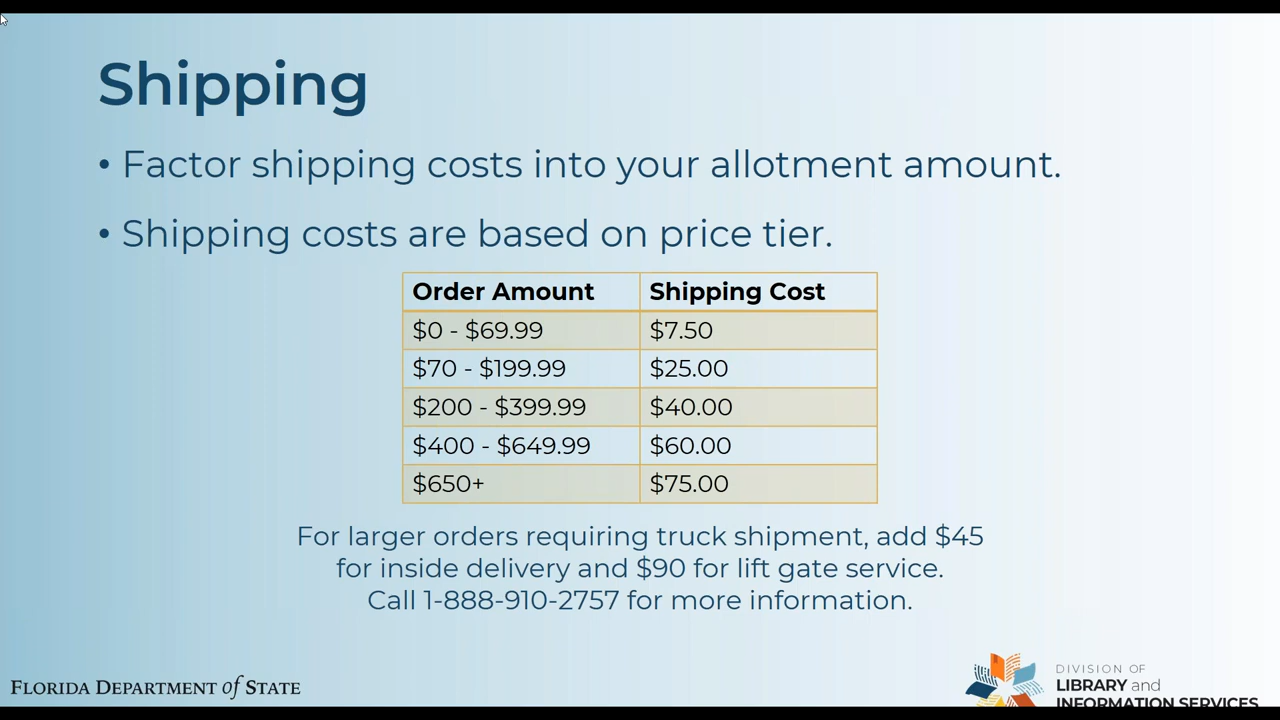 Shipping
• Factor shipping costs into your allotment amount.
• Shipping costs are based on price tier.
Order Amount Shipping Cost
$0 - $69.99 $7.50
$70 - $199.99 $25.00
$200 - $399.99 $40.00
$400 - $649.99 $60.00
$650+ $75.00
For larger orders requiring truck shipment, add $45
for inside delivery and $90 for lift gate service.
Call 1-888-910-2757 for more information.
FLORIDA DEPARTMENT of STATE
DIVISION OF
LIBRARY and
INFORMATION SERVICES